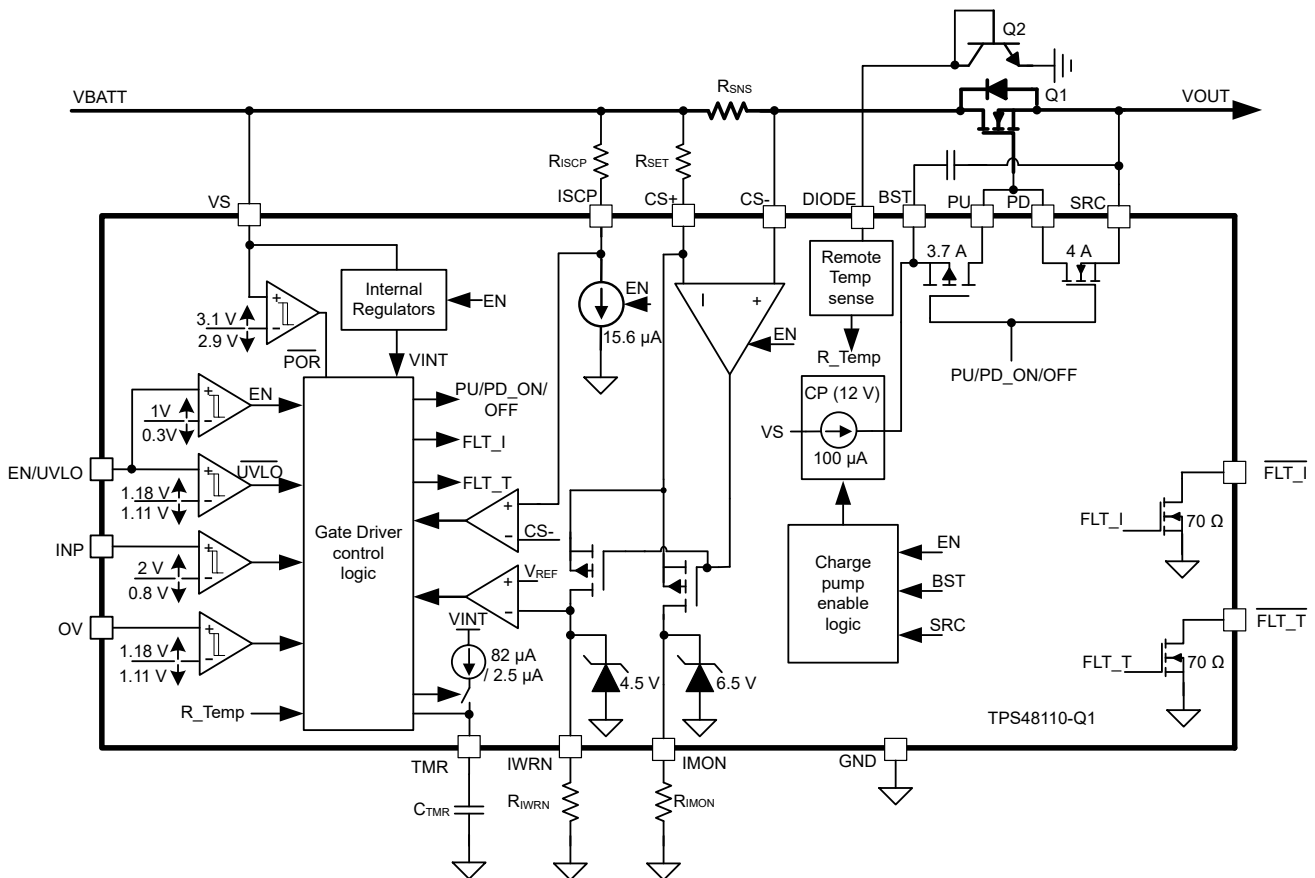 Q2
VBATT
RSNS
Q1
VOUT
RISCP
RSET
VS
ISCP
CS+
CS-
DIODE
BST
PU
PD
SRC
3.7 A
4 A
Remote
Temp
sense
Internal
Regulators
EN
EN
15.6 µA
I
+
EN
+
−
3.1 V
2.9 V
POR
VINT
R_Temp
PU/PD_ON/OFF
CP (12 V)
VS
100 µA
+
−
1V
0.3V
EN
PU/PD_ON/
OFF
FLT_I
FLT_T
EN/UVLO
+
−
1.18 V
1.11 V
UVLO
Gate Driver
control
logic
+
−
CS-
INP
+
−
2 V
0.8 V
VREF
+
−
Charge
pump
enable
logic
EN
BST
SRC
FLT_I
FLT_I
70 Ω
OV
+
−
1.18 V
1.11 V
VINT
82 µA
/ 2.5 µA
4.5 V
6.5 V
FLT_T
FLT_T
70 Ω
R_Temp
TPS48110-Q1
TMR
IWRN
IMON
GND
CTMR
RIWRN
RIMON